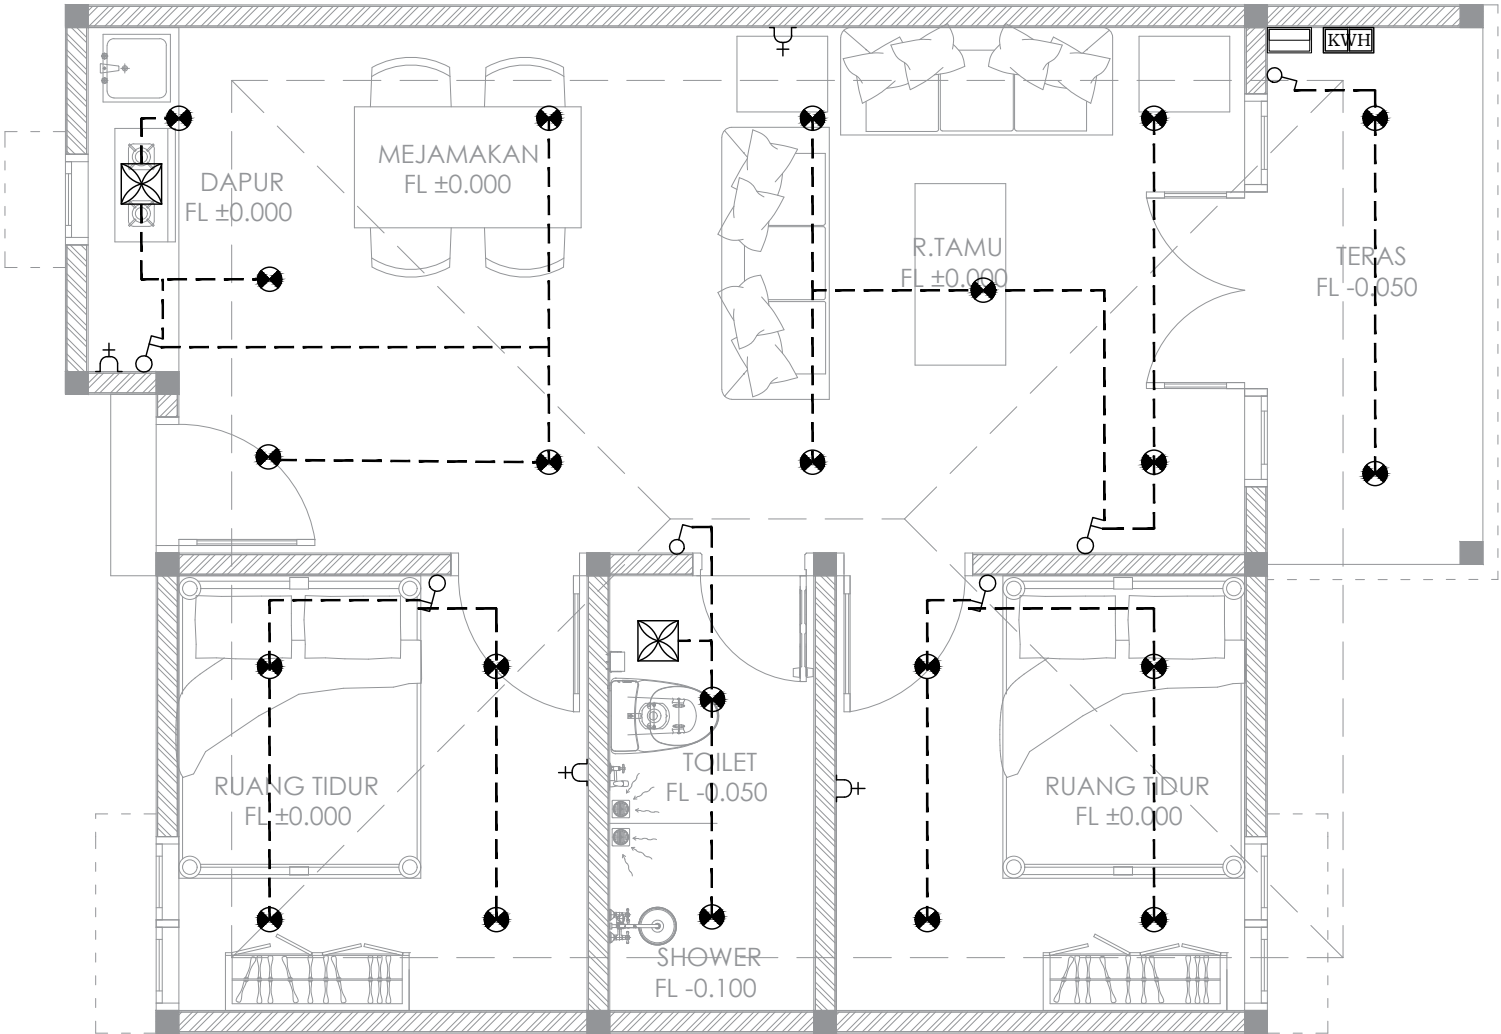 KWH
MEJAMAKAN
FL ±0.000
DAPUR
FL ±0.000
R.TAMU
FL ±0.000
TERAS
FL -0.050
TOILET
FL -0.050
RUANG TIDUR
FL ±0.000
RUANG TIDUR
FL ±0.000
SHOWER
FL -0.100